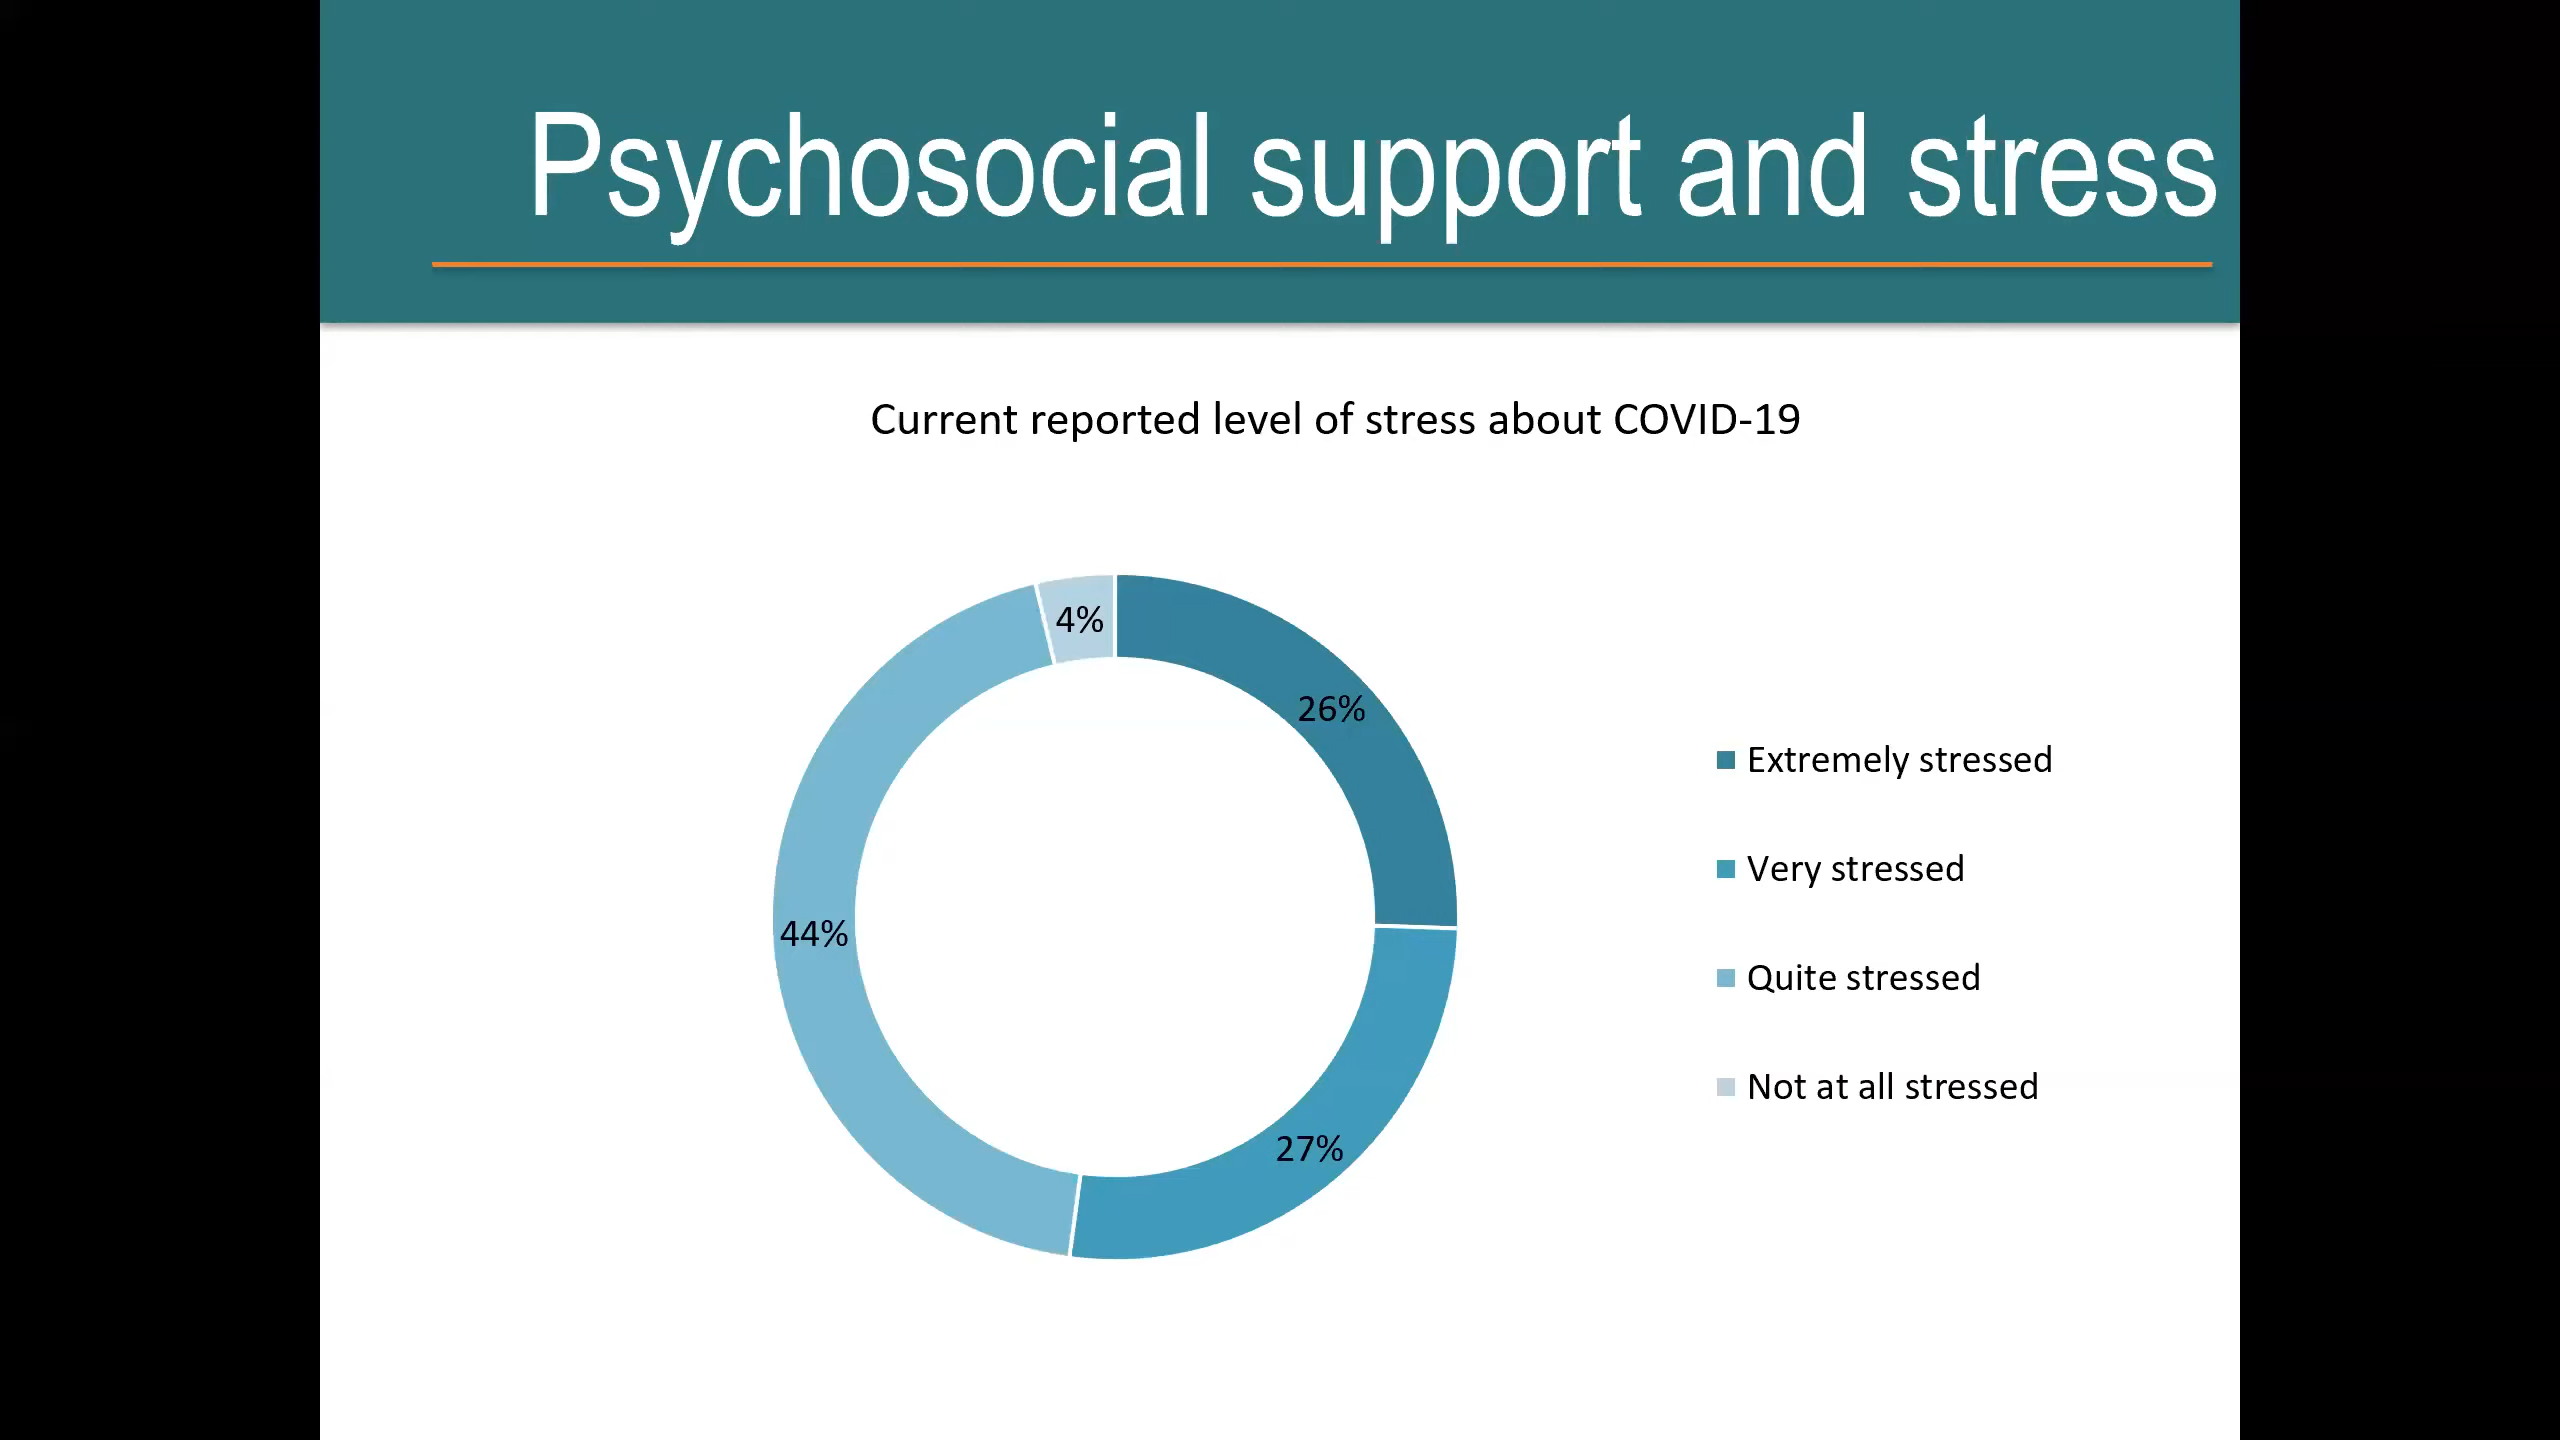 Psychosocial support and stress
Current reported level of stress about COVID-19
4%
26%
44%
27%
Extremely stressed
Very stressed
Quite stressed
Not at all stressed